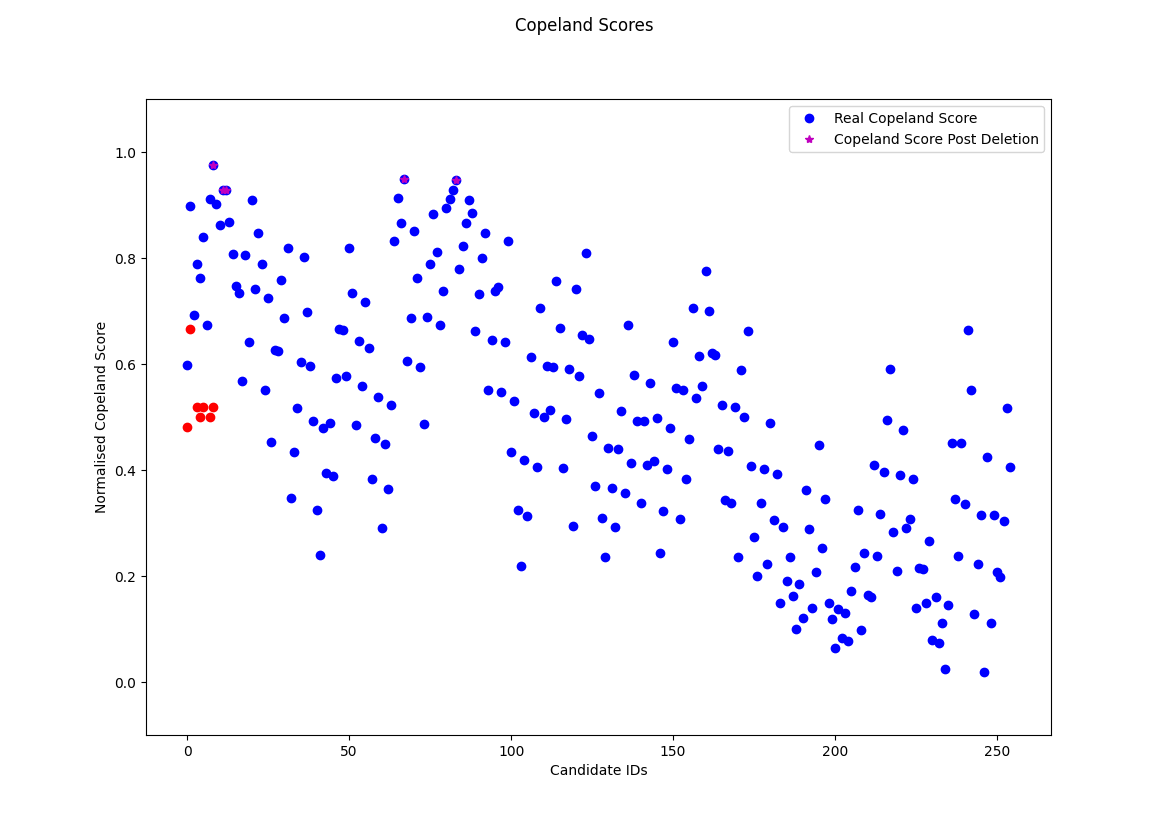 Copeland Scores
Real Copeland Score
Copeland Score Post Deletion
Normalised Copeland Score
1.0
0.8
0.6
0.4
0.2
0.0
0 50 100 150 200 250
Candidate IDs